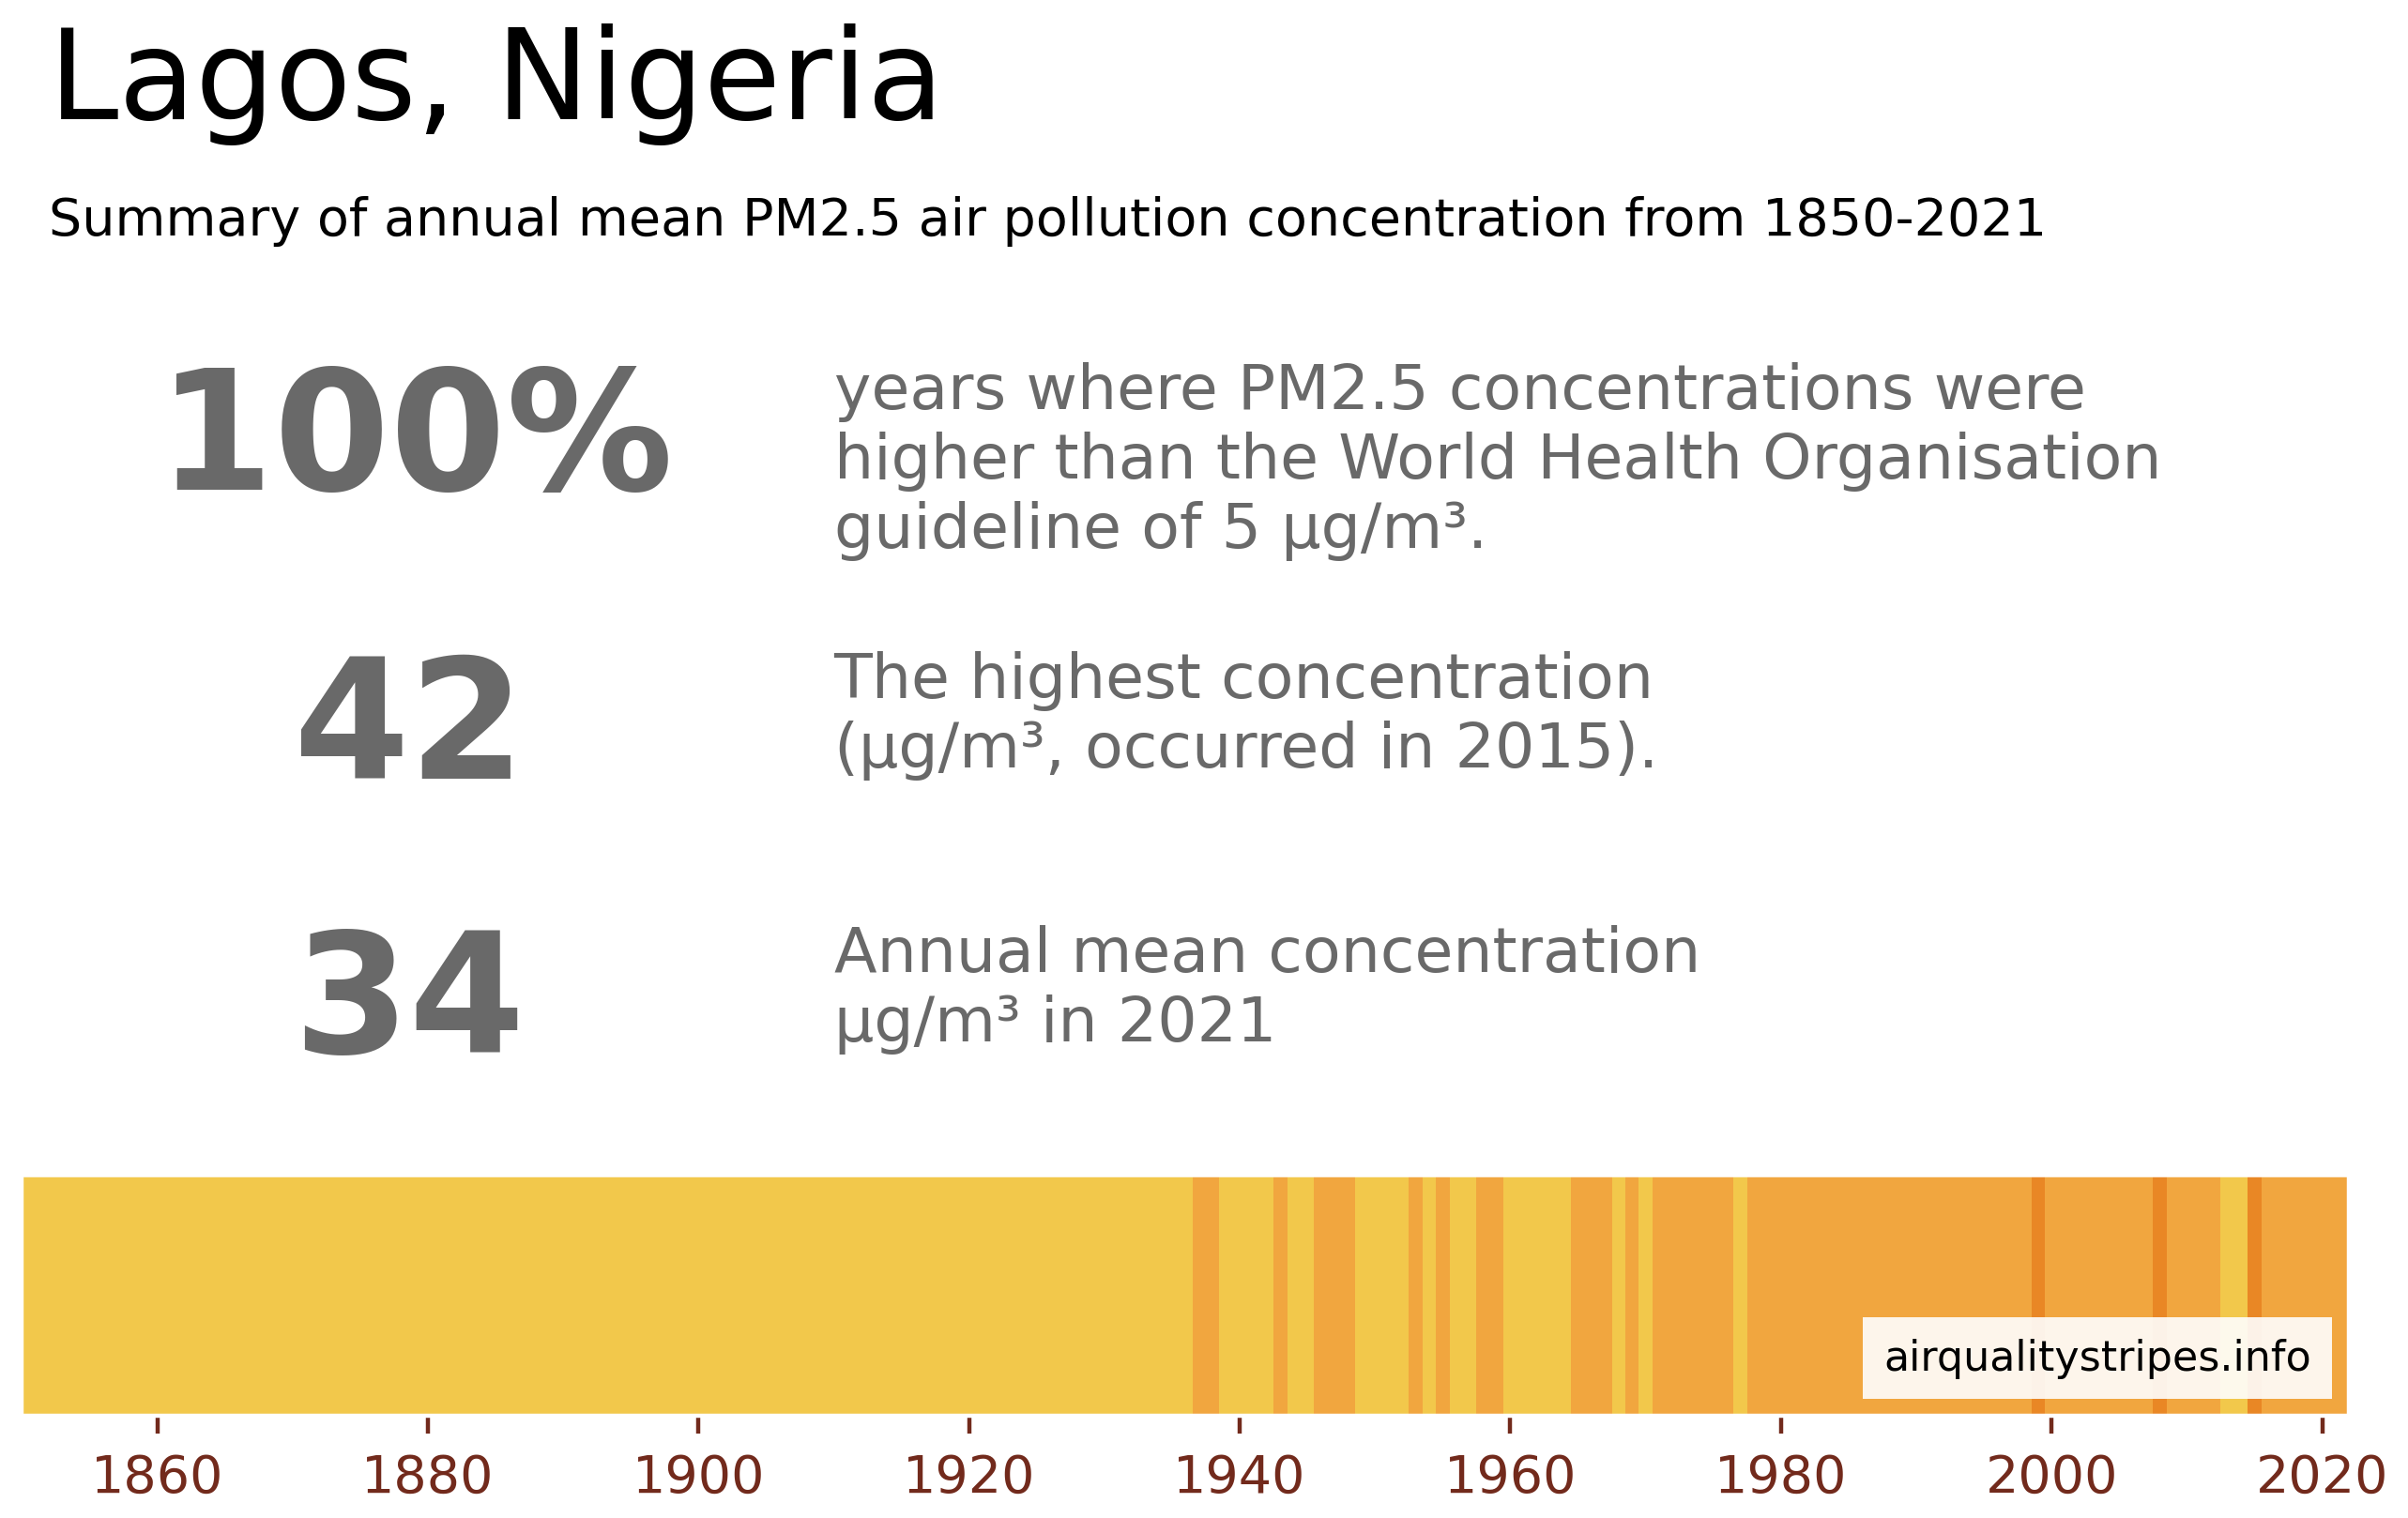 Lagos, Nigeria
Summary of annual mean PM2.5 air pollution concentration from 1850-2021
100%
years where PM2.5 concentrations were
higher than the World Health Organisation
guideline of 5 µg/m³.
42
The highest concentration
(µg/m³, occurred in 2015).
34
Annual mean concentration
µg/m³ in 2021
airqualitystripes.info
1860 1880 1900 1920 1940 1960 1980 2000 2020